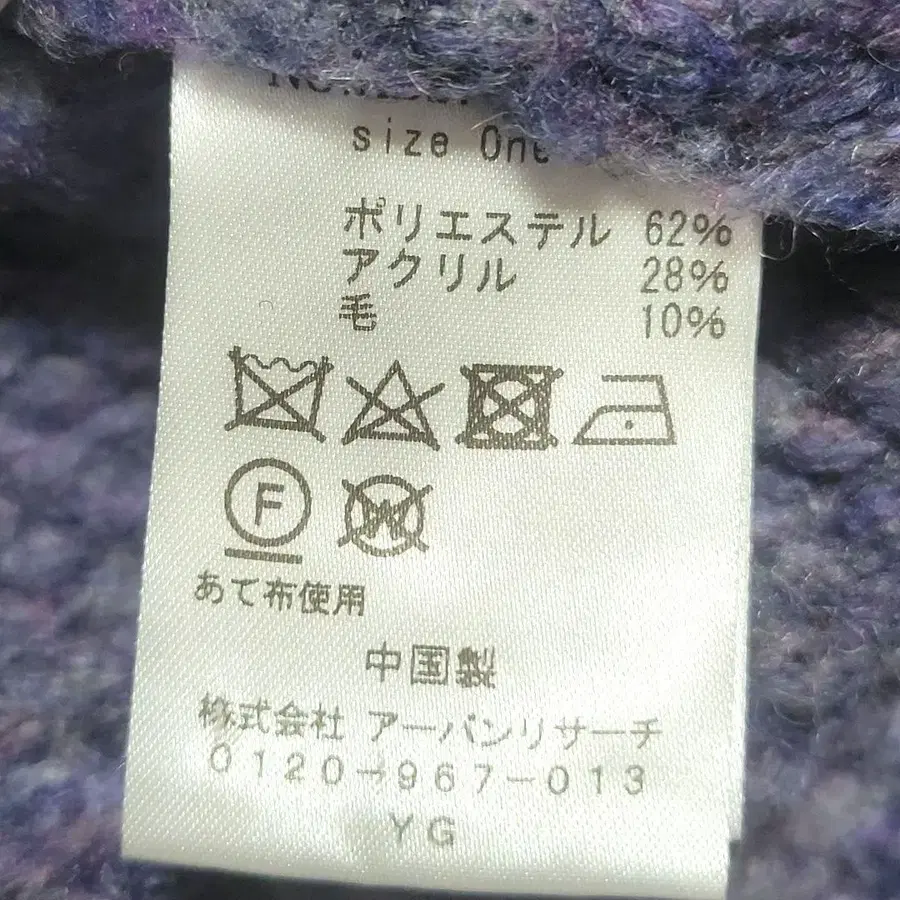 size One
ポリエステル 62%
アクリル 28%
毛 10%
F
W
あて布使用
中国製
株式会社 アーバンリサーチ
0120-967-013
YG